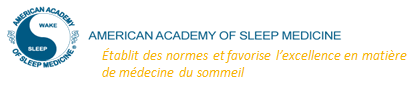 AMERICAN ACADEMY
WAKE
SLEEP
OF SLEEP MEDICINE ®
AMERICAN ACADEMY OF SLEEP MEDICINE
Établit des normes et favorise l'excellence en matière
de médecine du sommeil